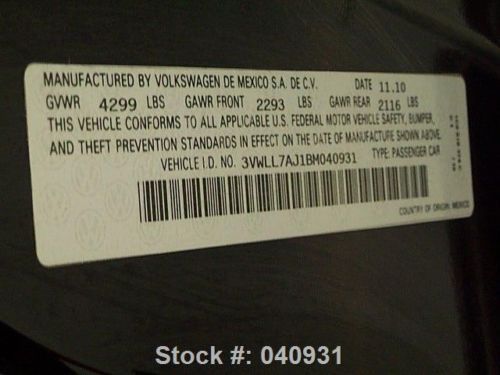 MANUFACTURED BY VOLKSWAGEN DE MEXICO S.A. DE C.V. DATE 11.10
GVWR 4299 LBS GAWR FRONT 2293 LBS GAWR REAR 2116 LBS
THIS VEHICLE CONFORMS TO ALL APPLICABLE U.S. FEDERAL MOTOR VEHICLE SAFETY, BUMPER,
AND THEFT PREVENTION STANDARDS IN EFFECT ON THE DATE OF MANUFACTURE SHOWN ABOVE.
VEHICLE I.D. NO. 3VWLL7AJ1BM040931 TYPE: PASSENGER CAR
COUNTRY OF ORIGIN: MEXICO
Stock #: 040931